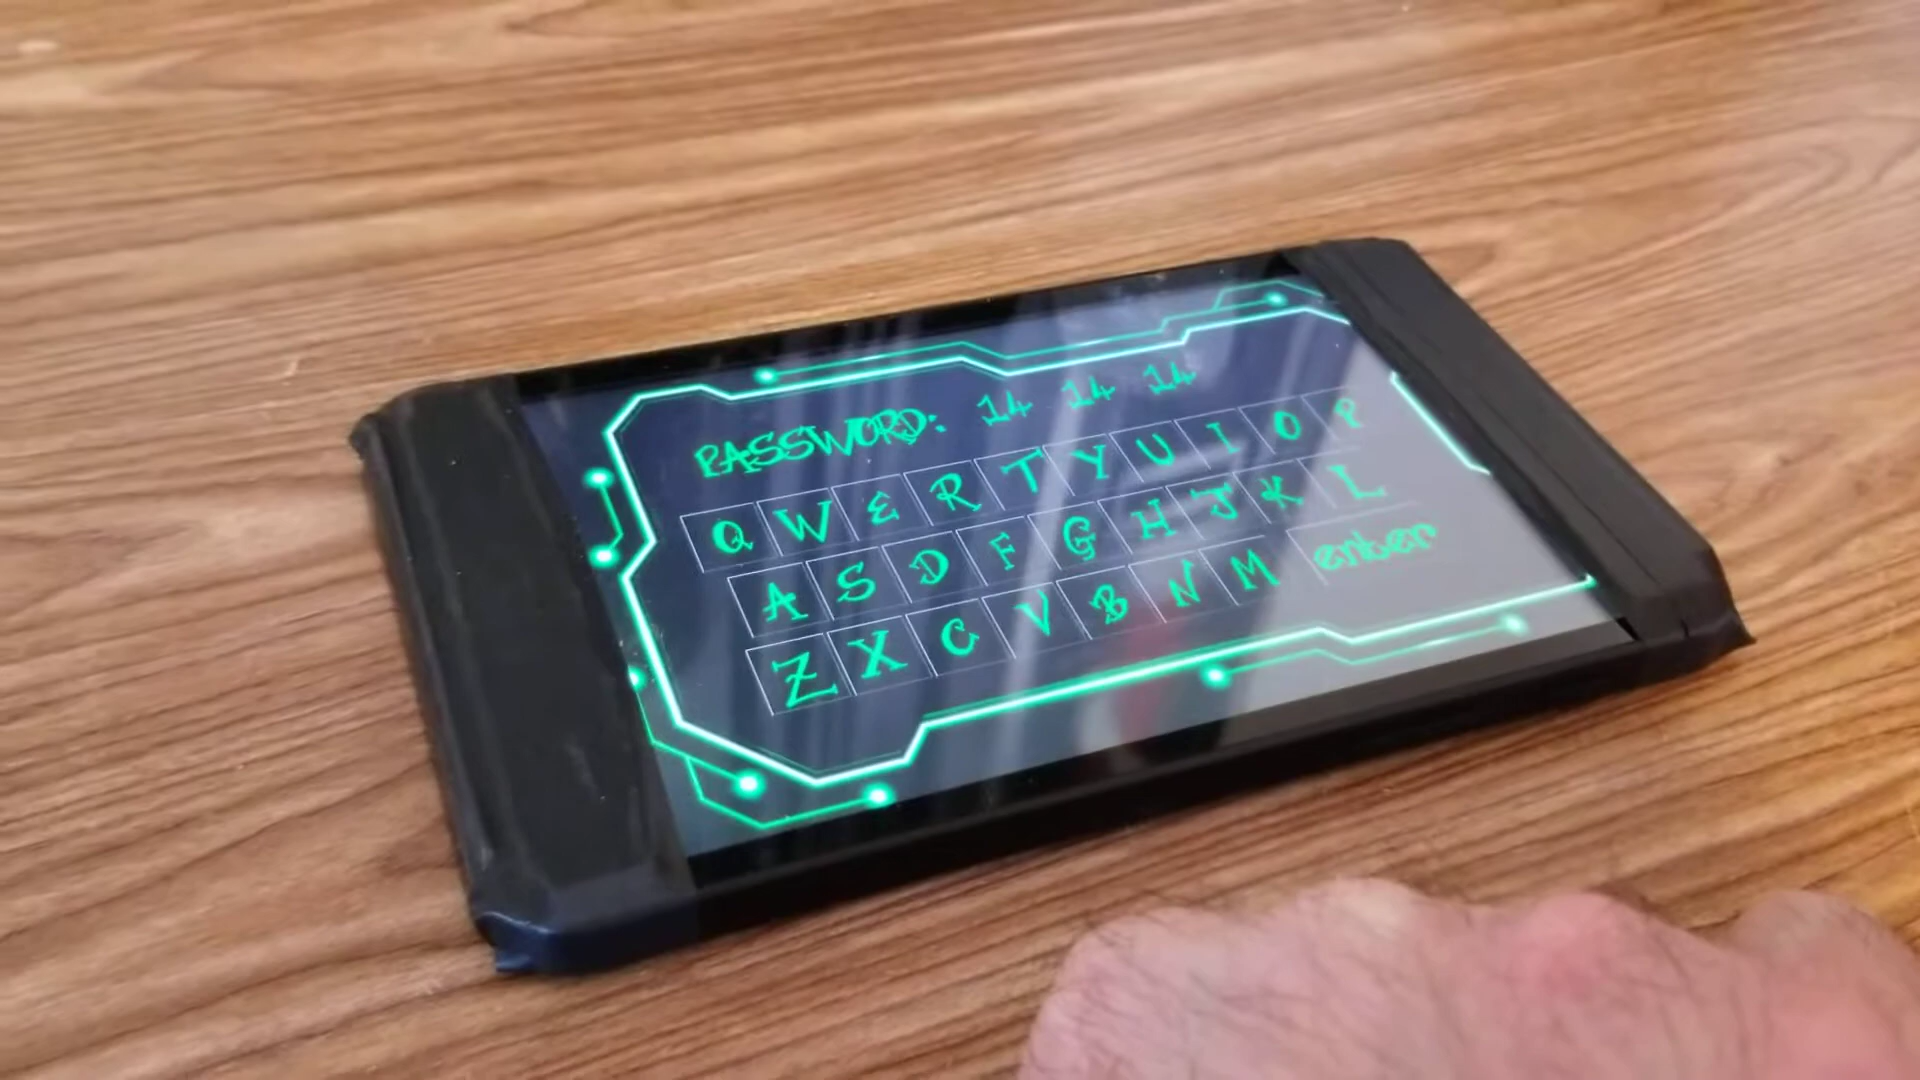 PASSWORD: 14 14 14
Q W E R T Y U I O P
A S D F G H J K L
Z X C V B N M enter